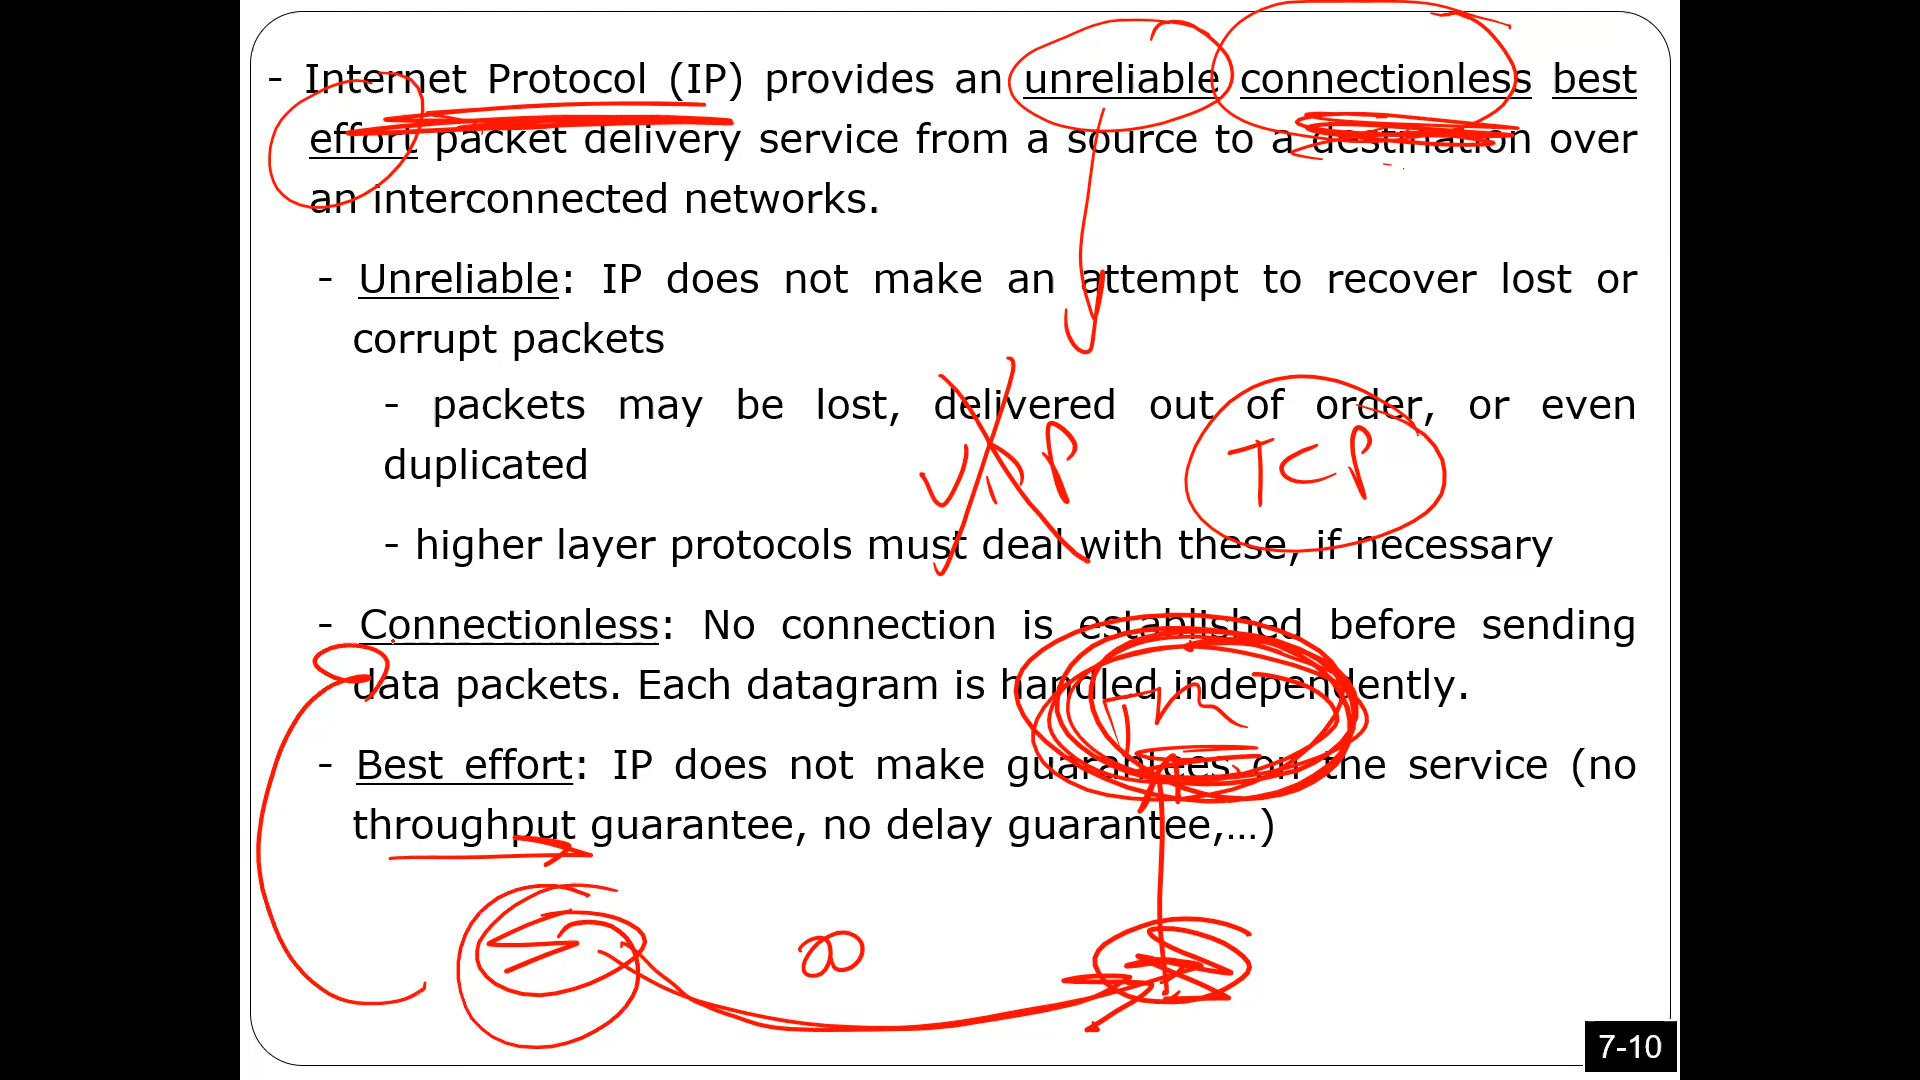 - Internet Protocol (IP) provides an unreliable connectionless best
effort packet delivery service from a source to a destination over
an interconnected networks.
- Unreliable: IP does not make an attempt to recover lost or
corrupt packets
- packets may be lost, delivered out of order, or even
duplicated
UDP TCP
- higher layer protocols must deal with these, if necessary
- Connectionless: No connection is established before sending
data packets. Each datagram is handled independently.
- Best effort: IP does not make guarantees on the service (no
throughput guarantee, no delay guarantee,...)
7-10